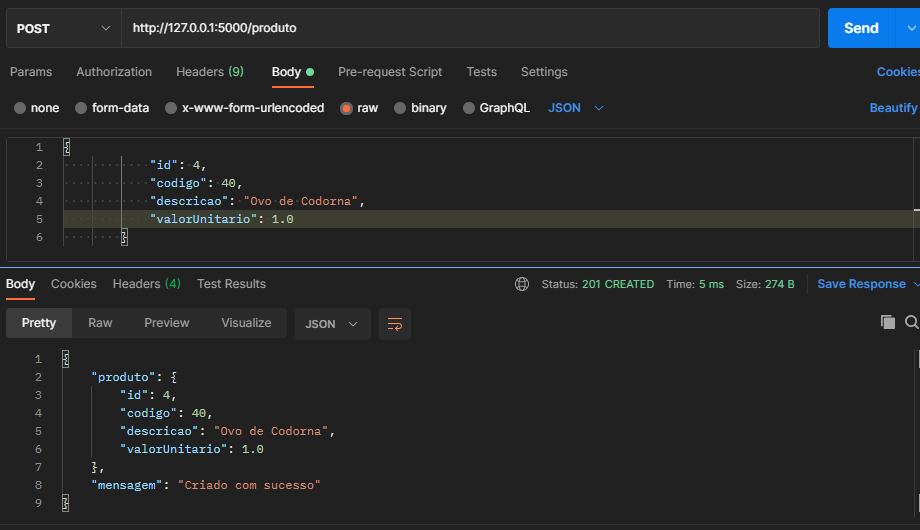 POST http://127.0.0.1:5000/produto Send
Params Authorization Headers (9) Body Pre-request Script Tests Settings Cookies
none form-data x-www-form-urlencoded raw binary GraphQL JSON Beautify
1 {
2 "id": 4,
3 "codigo": 40,
4 "descricao": "Ovo de Codorna",
5 "valorUnitario": 1.0
6 }
Body Cookies Headers (4) Test Results Status: 201 CREATED Time: 5 ms Size: 274 B Save Response
Pretty Raw Preview Visualize JSON
1 {
2 "produto": {
3 "id": 4,
4 "codigo": 40,
5 "descricao": "Ovo de Codorna",
6 "valorUnitario": 1.0
7 },
8 "mensagem": "Criado com sucesso"
9 }